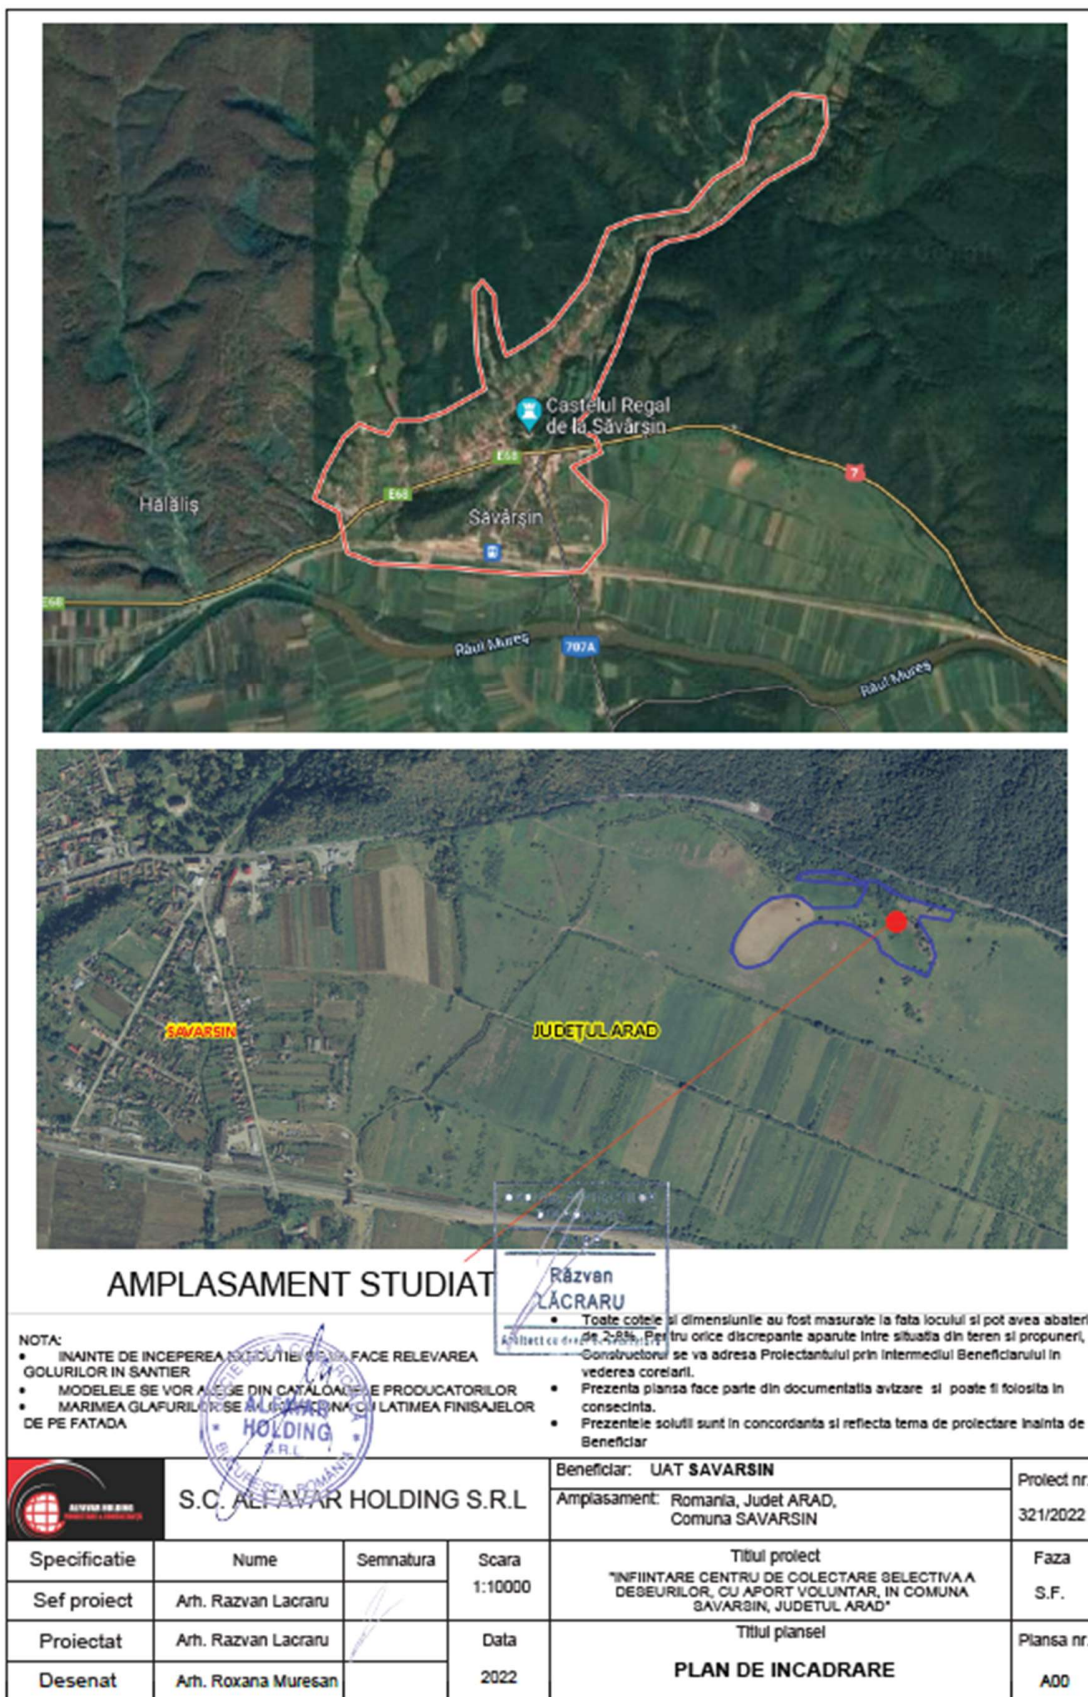 Castelul Regal
de la Săvârșin
E68
E68
7
Hălăliș
Săvârșin
E68
Râul Mureș
707A
Râul Mureș
SAVARSIN
JUDEȚUL ARAD
AMPLASAMENT STUDIAT
Răzvan
LĂCRARU
NOTA:
• INAINTE DE INCEPEREA FACE RELEVAREA
GOLURILOR IN SANTIER
• MODELELE SE VOR ALEGE DIN CATALOAGELE PRODUCATORILOR
• MARIMEA GLAFURILOR SE CU LATIMEA FINISAJELOR
DE PE FATADA
• Toate cotele si dimensiunile au fost masurate la fata locului si pot avea abateri
de 2-8%. Pentru orice discrepante aparute intre situatia din teren si propuneri,
Constructorul se va adresa Proiectantului prin intermediul Beneficiarului in
vederea corelarii.
• Prezenta plansa face parte din documentatia avizare si poate fi folosita in
consecinta.
• Prezentele solutii sunt in concordanta si reflecta tema de proiectare inainta de
Beneficiar
SOCIETATEA COMERCIALA
ALFAVAR
HOLDING
S.R.L.
BUCURESTI - ROMANIA
ALFAVAR HOLDING
S.C. ALFAVAR HOLDING S.R.L
Beneficiar: UAT SAVARSIN
Amplasament: Romania, Judet ARAD,
Comuna SAVARSIN
Proiect nr.
321/2022
Specificatie Nume Semnatura Scara
1:10000
Titlul proiect
"INFIINTARE CENTRU DE COLECTARE SELECTIVA A
DESEURILOR, CU APORT VOLUNTAR, IN COMUNA
SAVARSIN, JUDETUL ARAD"
Faza
S.F.
Sef proiect Arh. Razvan Lacraru
Proiectat Arh. Razvan Lacraru
Data
2022
Titlul plansei
PLAN DE INCADRARE
Plansa nr.
A00
Desenat Arh. Roxana Muresan